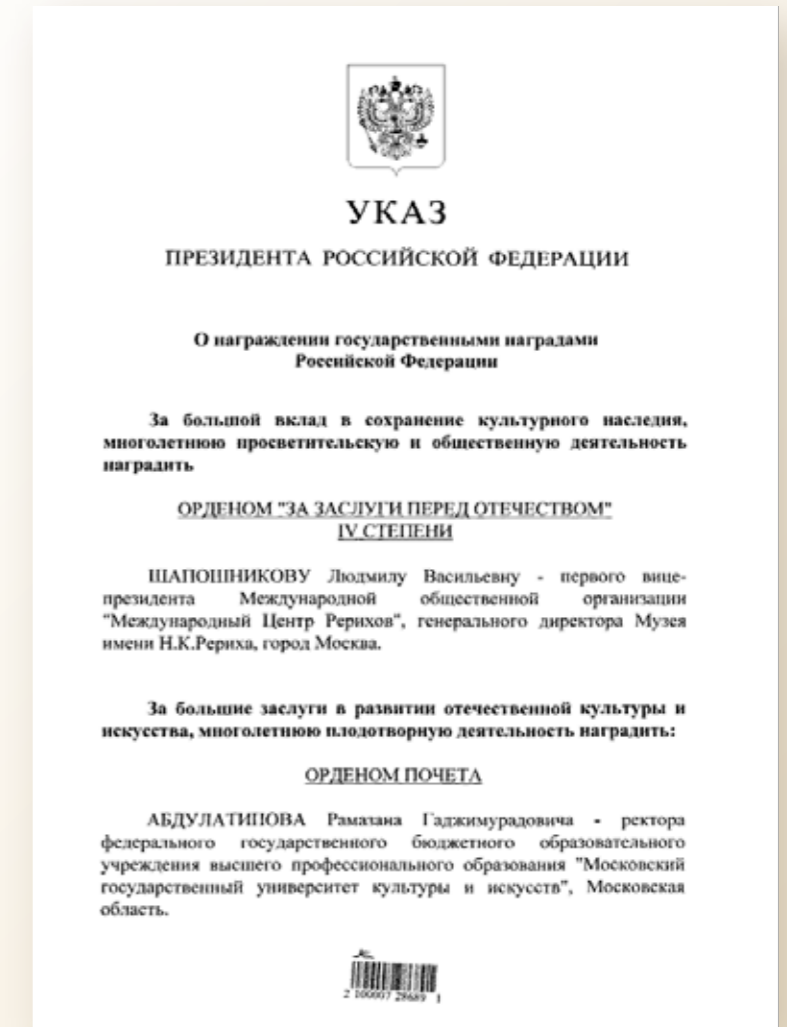 УКАЗ
ПРЕЗИДЕНТА РОССИЙСКОЙ ФЕДЕРАЦИИ
О награждении государственными наградами
Российской Федерации
За большой вклад в сохранение культурного наследия,
многолетнюю просветительскую и общественную деятельность
наградить
ОРДЕНОМ "ЗА ЗАСЛУГИ ПЕРЕД ОТЕЧЕСТВОМ"
IV СТЕПЕНИ
ШАПОШНИКОВУ Людмилу Васильевну - первого вице-
президента Международной общественной организации
"Международный Центр Рерихов", генерального директора Музея
имени Н.К.Рериха, город Москва.
За большие заслуги в развитии отечественной культуры и
искусства, многолетнюю плодотворную деятельность наградить:
ОРДЕНОМ ПОЧЕТА
АБДУЛАТИПОВА Рамазана Гаджимурадовича - ректора
федерального государственного бюджетного образовательного
учреждения высшего профессионального образования "Московский
государственный университет культуры и искусств", Московская
область.
2 100007 28689 1